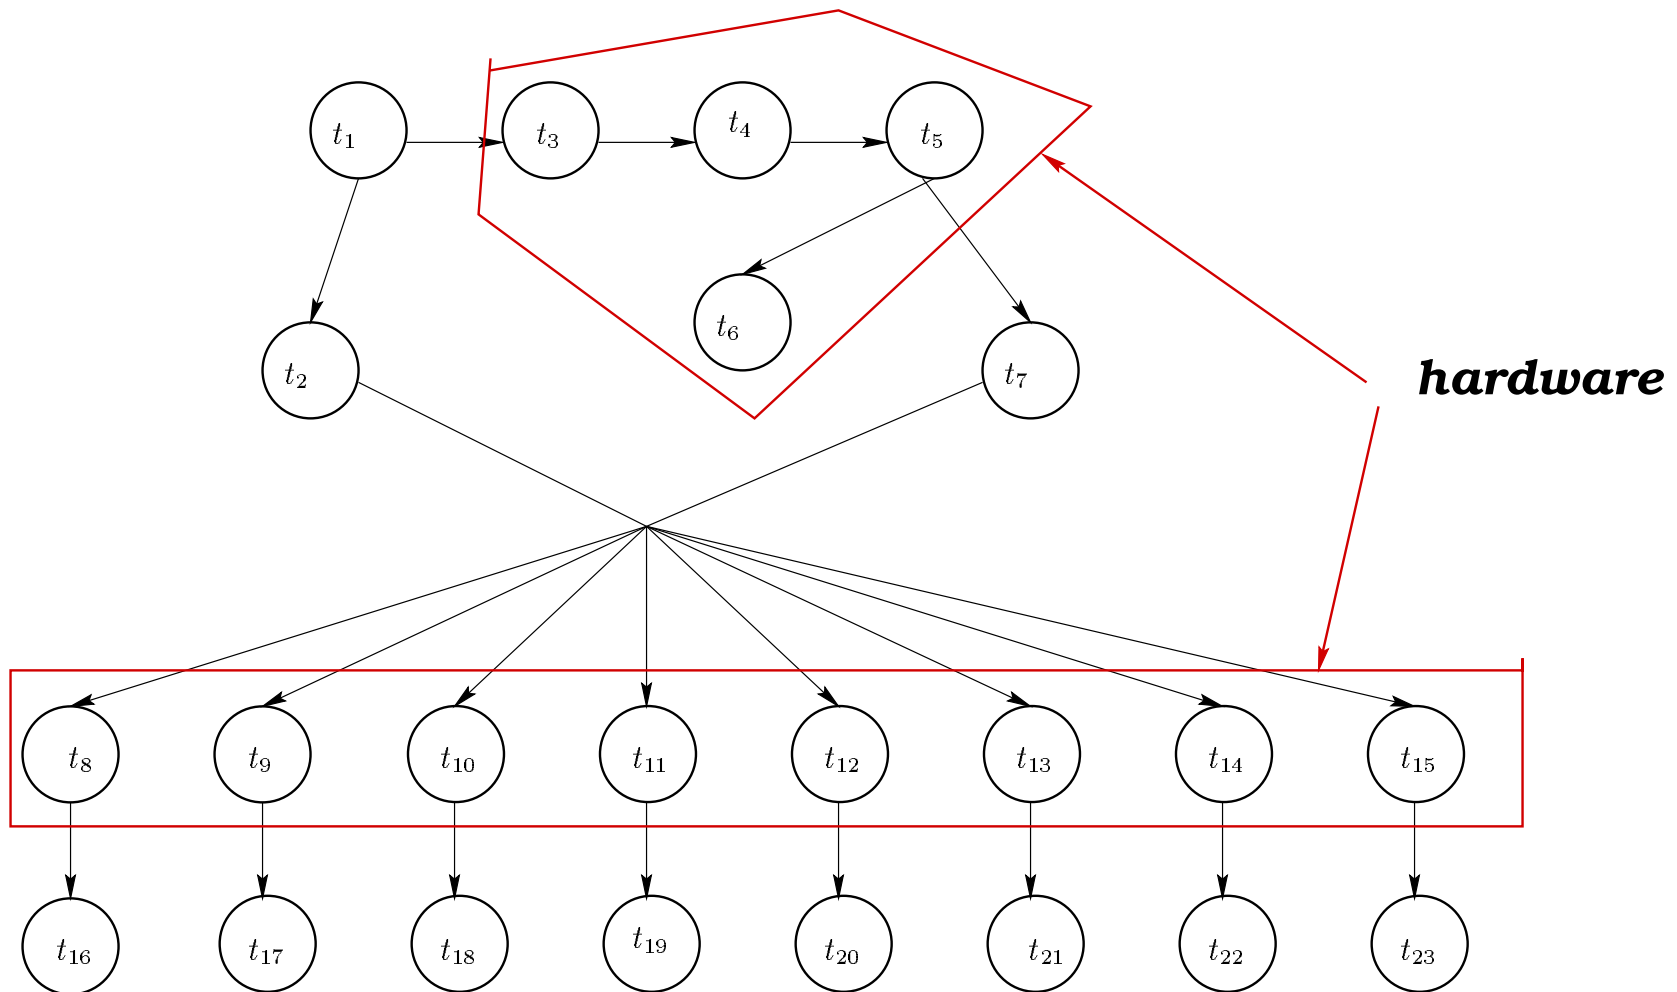 t₁ t₃ t₄ t₅
t₆
t₂ t₇ hardware
t₈ t₉ t₁₀ t₁₁ t₁₂ t₁₃ t₁₄ t₁₅
t₁₆ t₁₇ t₁₈ t₁₉ t₂₀ t₂₁ t₂₂ t₂₃